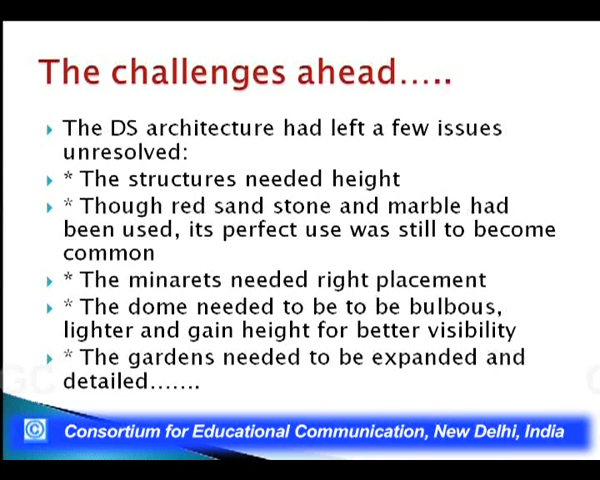 The challenges ahead…..
The DS architecture had left a few issues
unresolved:
* The structures needed height
* Though red sand stone and marble had
been used, its perfect use was still to become
common
* The minarets needed right placement
* The dome needed to be to be bulbous,
lighter and gain height for better visibility
* The gardens needed to be expanded and
detailed…….
© Consortium for Educational Communication, New Delhi, India